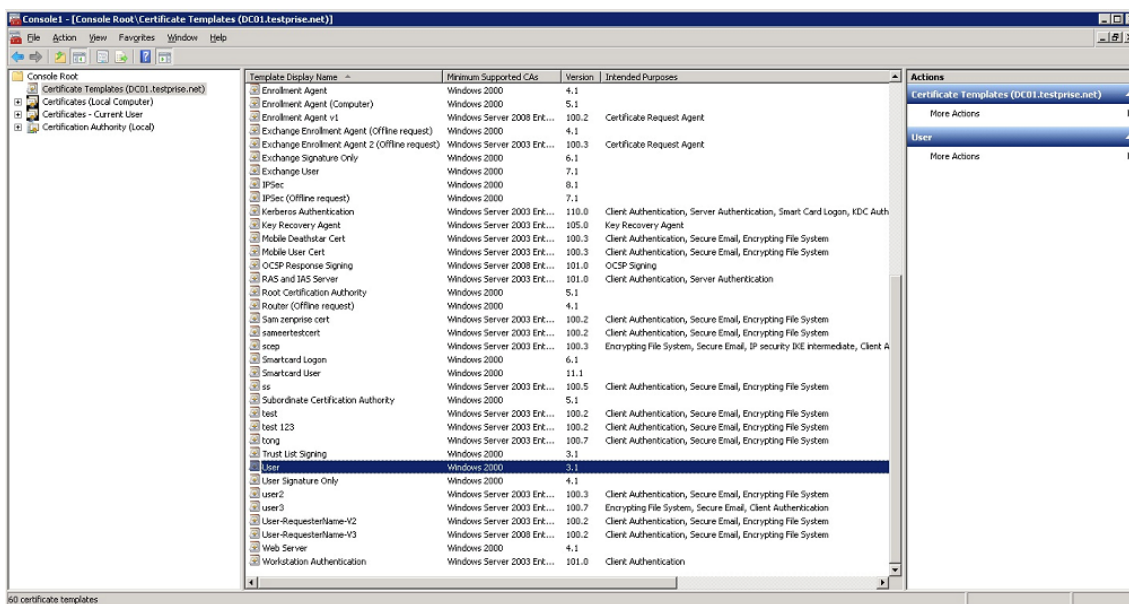 Console1 - [Console Root\Certificate Templates (DC01.testprise.net)]
File Action View Favorites Window Help
Console Root
Certificate Templates (DC01.testprise.net)
Certificates (Local Computer)
Certificates - Current User
Certification Authority (Local)
Template Display Name Minimum Supported CAs Version Intended Purposes
Enrollment Agent Windows 2000 4.1
Enrollment Agent (Computer) Windows 2000 5.1
Enrollment Agent v1 Windows Server 2008 Ent... 100.2 Certificate Request Agent
Exchange Enrollment Agent (Offline request) Windows 2000 4.1
Exchange Enrollment Agent 2 (Offline request) Windows Server 2003 Ent... 100.3 Certificate Request Agent
Exchange Signature Only Windows 2000 6.1
Exchange User Windows 2000 7.1
IPSec Windows 2000 8.1
IPSec (Offline request) Windows 2000 7.1
Kerberos Authentication Windows Server 2003 Ent... 110.0 Client Authentication, Server Authentication, Smart Card Logon, KDC Auth
Key Recovery Agent Windows Server 2003 Ent... 105.0 Key Recovery Agent
Mobile Deathstar Cert Windows Server 2003 Ent... 100.3 Client Authentication, Secure Email, Encrypting File System
Mobile User Cert Windows Server 2003 Ent... 100.3 Client Authentication, Secure Email, Encrypting File System
OCSP Response Signing Windows Server 2008 Ent... 101.0 OCSP Signing
RAS and IAS Server Windows Server 2003 Ent... 101.0 Client Authentication, Server Authentication
Root Certification Authority Windows 2000 5.1
Router (Offline request) Windows 2000 4.1
Sam zenprise cert Windows Server 2003 Ent... 100.2 Client Authentication, Secure Email, Encrypting File System
sameertestcert Windows Server 2003 Ent... 100.2 Client Authentication, Secure Email, Encrypting File System
scep Windows Server 2003 Ent... 100.3 Encrypting File System, Secure Email, IP security IKE intermediate, Client A
Smartcard Logon Windows 2000 6.1
Smartcard User Windows 2000 11.1
ss Windows Server 2003 Ent... 100.5 Client Authentication, Secure Email, Encrypting File System
Subordinate Certification Authority Windows 2000 5.1
test Windows Server 2003 Ent... 100.2 Client Authentication, Secure Email, Encrypting File System
test 123 Windows Server 2003 Ent... 100.2 Client Authentication, Secure Email, Encrypting File System
tong Windows Server 2003 Ent... 100.7 Client Authentication, Secure Email, Encrypting File System
Trust List Signing Windows 2000 3.1
User Windows 2000 3.1
User Signature Only Windows 2000 4.1
user2 Windows Server 2003 Ent... 100.3 Client Authentication, Secure Email, Encrypting File System
user3 Windows Server 2003 Ent... 100.7 Encrypting File System, Secure Email, Client Authentication
User-RequesterName-V2 Windows Server 2003 Ent... 100.2 Client Authentication, Secure Email, Encrypting File System
User-RequesterName-V3 Windows Server 2008 Ent... 100.2 Client Authentication, Secure Email, Encrypting File System
Web Server Windows 2000 4.1
Workstation Authentication Windows Server 2003 Ent... 101.0 Client Authentication
Actions
Certificate Templates (DC01.testprise.net)
More Actions
User
More Actions
60 certificate templates